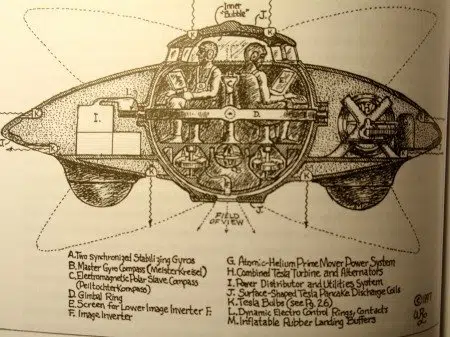 Inner
"Bubble"
J.
K
I.
L
D.
K
J
FIELD
OF
VIEW
A. Two synchronized Stabilizing Gyros
B. Master Gyro Compass (Meisterkreisel)
C. Electromagnetic Polar Slave Compass
(Peiltochterkompass)
D. Gimbal Ring
E. Screen for Lower Image Inverter F.
F. Image Inverter
G. Atomic-Helium Prime Mover Power System
H. Combined Tesla Turbine and Alternators
I. Power Distributor and Utilities System
J. Surface-Shaped Tesla Pancake Discharge Coils
K. Tesla Bulbs (see Pg. 26)
L. Dynamic Electro Control Rings, Contacts
M. Inflatable Rubber Landing Buffers
© 1997